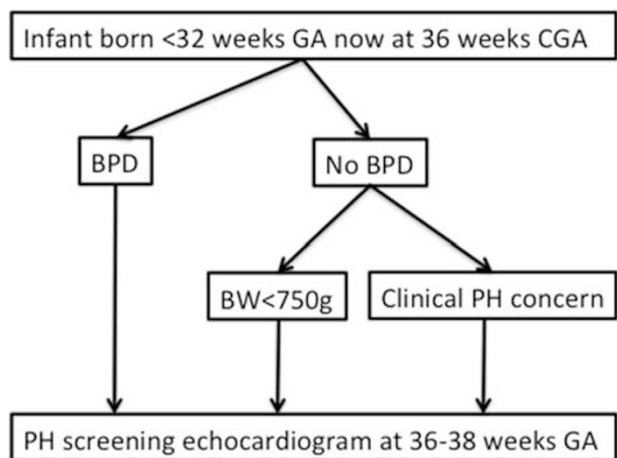 Infant born <32 weeks GA now at 36 weeks CGA
BPD
No BPD
BW<750g
Clinical PH concern
PH screening echocardiogram at 36-38 weeks GA